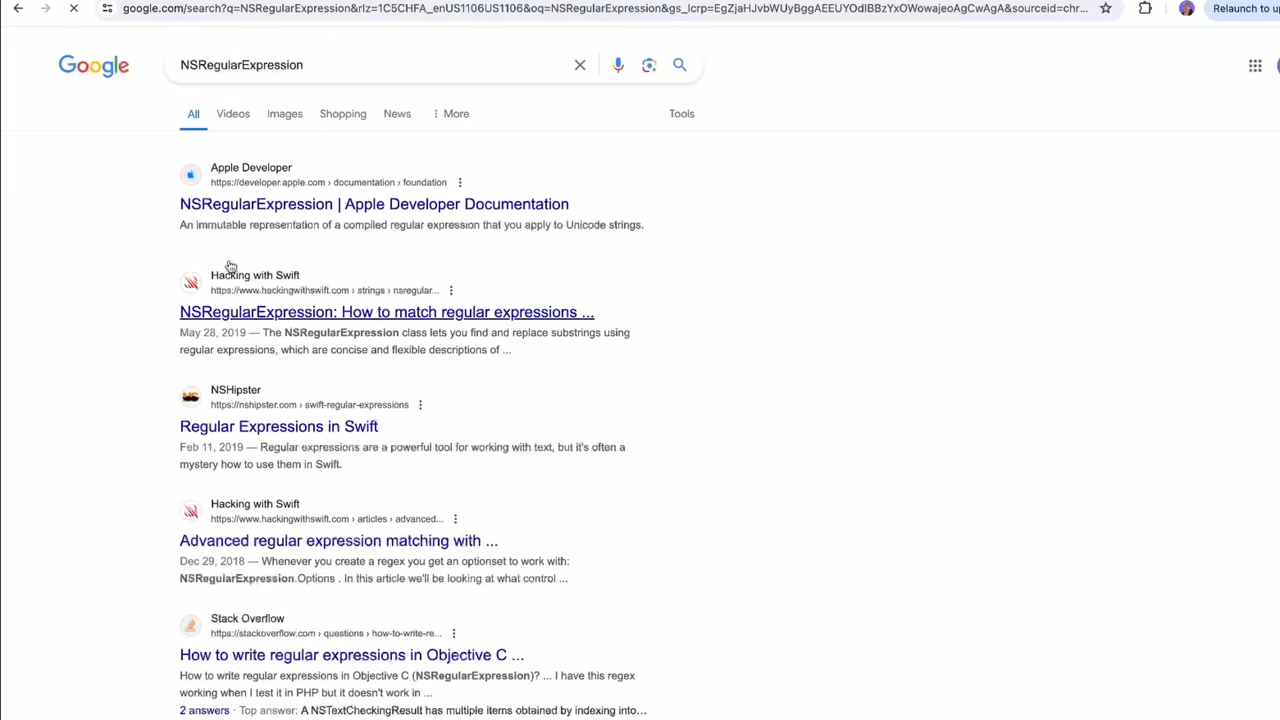 google.com/search?q=NSRegularExpression&rlz=1C5CHFA_enUS1106US1106&oq=NSRegularExpression&gs_lcrp=EgZjaHJvbWUyBggAEEUYOdIBBzYxOWowajeoAgCwAgA&sourceid=chr...
Relaunch to up
Google
NSRegularExpression
All Videos Images Shopping News More Tools
Apple Developer
https://developer.apple.com › documentation › foundation
NSRegularExpression | Apple Developer Documentation
An immutable representation of a compiled regular expression that you apply to Unicode strings.
Hacking with Swift
https://www.hackingwithswift.com › strings › nsregular...
NSRegularExpression: How to match regular expressions ...
May 28, 2019 — The NSRegularExpression class lets you find and replace substrings using
regular expressions, which are concise and flexible descriptions of ...
NSHipster
https://nshipster.com › swift-regular-expressions
Regular Expressions in Swift
Feb 11, 2019 — Regular expressions are a powerful tool for working with text, but it's often a
mystery how to use them in Swift.
Hacking with Swift
https://www.hackingwithswift.com › articles › advanced...
Advanced regular expression matching with ...
Dec 29, 2018 — Whenever you create a regex you get an optionset to work with:
NSRegularExpression.Options . In this article we'll be looking at what control ...
Stack Overflow
https://stackoverflow.com › questions › how-to-write-re...
How to write regular expressions in Objective C ...
How to write regular expressions in Objective C (NSRegularExpression)? ... I have this regex
working when I test it in PHP but it doesn't work in ...
2 answers · Top answer: A NSTextCheckingResult has multiple items obtained by indexing into...